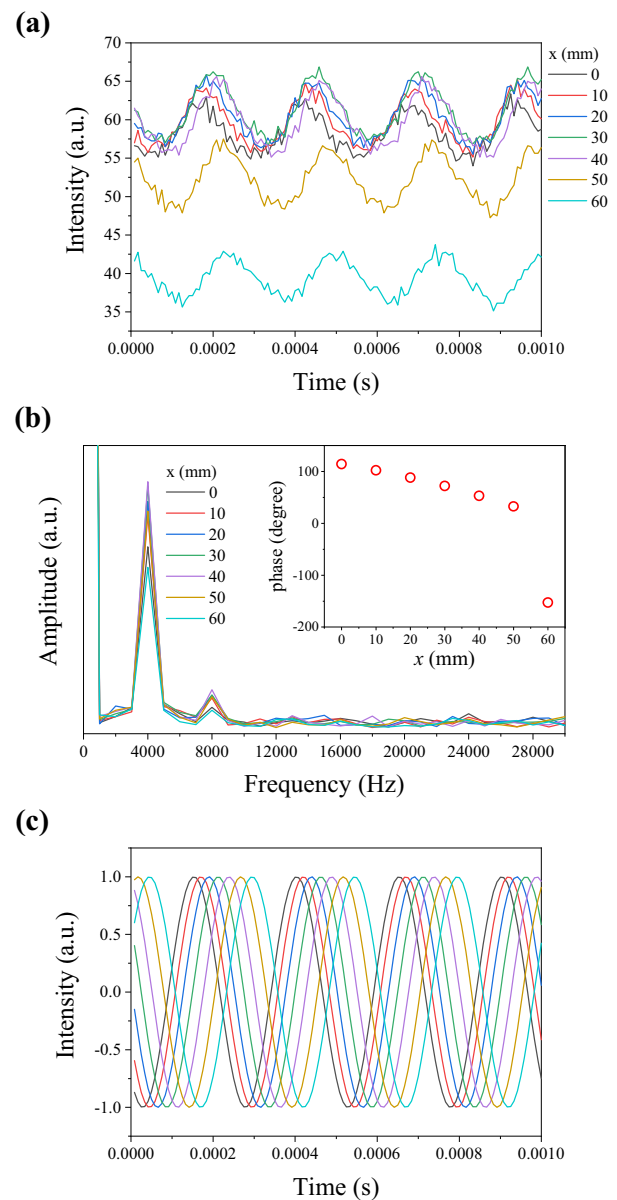 (a)
70
65
60
55
50
45
40
35
Intensity (a.u.)
0.0000 0.0002 0.0004 0.0006 0.0008 0.0010
Time (s)
x (mm)
0
10
20
30
40
50
60
(b)
Amplitude (a.u.)
x (mm)
0
10
20
30
40
50
60
phase (degree)
100
0
-100
-200
0 10 20 30 40 50 60
x (mm)
0 4000 8000 12000 16000 20000 24000 28000
Frequency (Hz)
(c)
1.0
0.5
0.0
-0.5
-1.0
Intensity (a.u.)
0.0000 0.0002 0.0004 0.0006 0.0008 0.0010
Time (s)